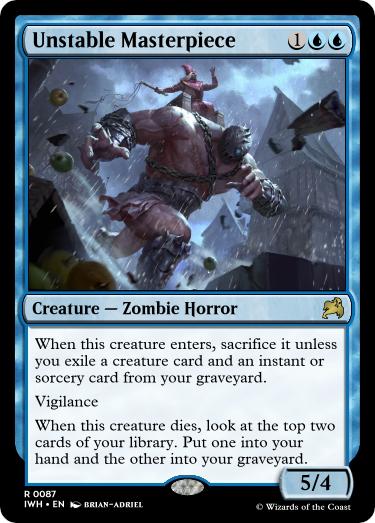 Unstable Masterpiece 1
Creature — Zombie Horror
When this creature enters, sacrifice it unless
you exile a creature card and an instant or
sorcery card from your graveyard.
Vigilance
When this creature dies, look at the top two
cards of your library. Put one into your
hand and the other into your graveyard.
5/4
R 0087
IWH • EN BRIAN-ADRIEL
© Wizards of the Coast